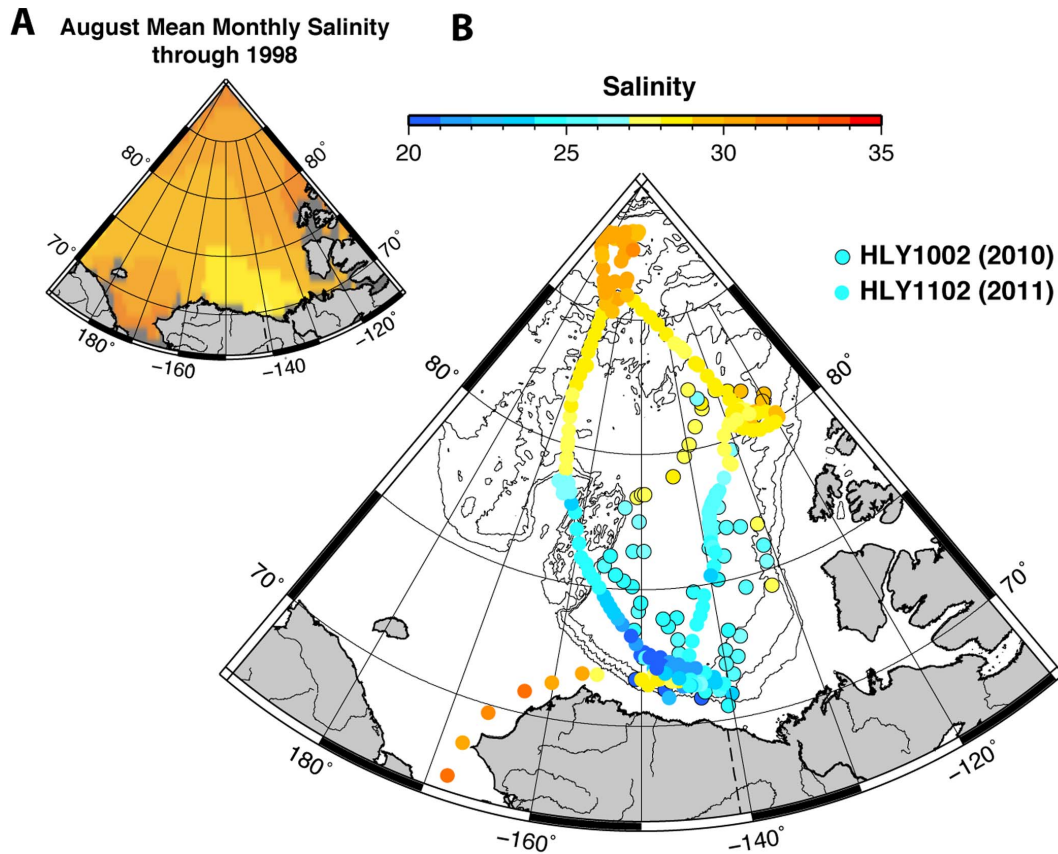 A
August Mean Monthly Salinity
through 1998
80°
80°
70°
70°
180°
−160
−140
−120°
B
Salinity
20 25 30 35
HLY1002 (2010)
HLY1102 (2011)
80°
80°
70°
70°
180°
−160°
−140°
−120°